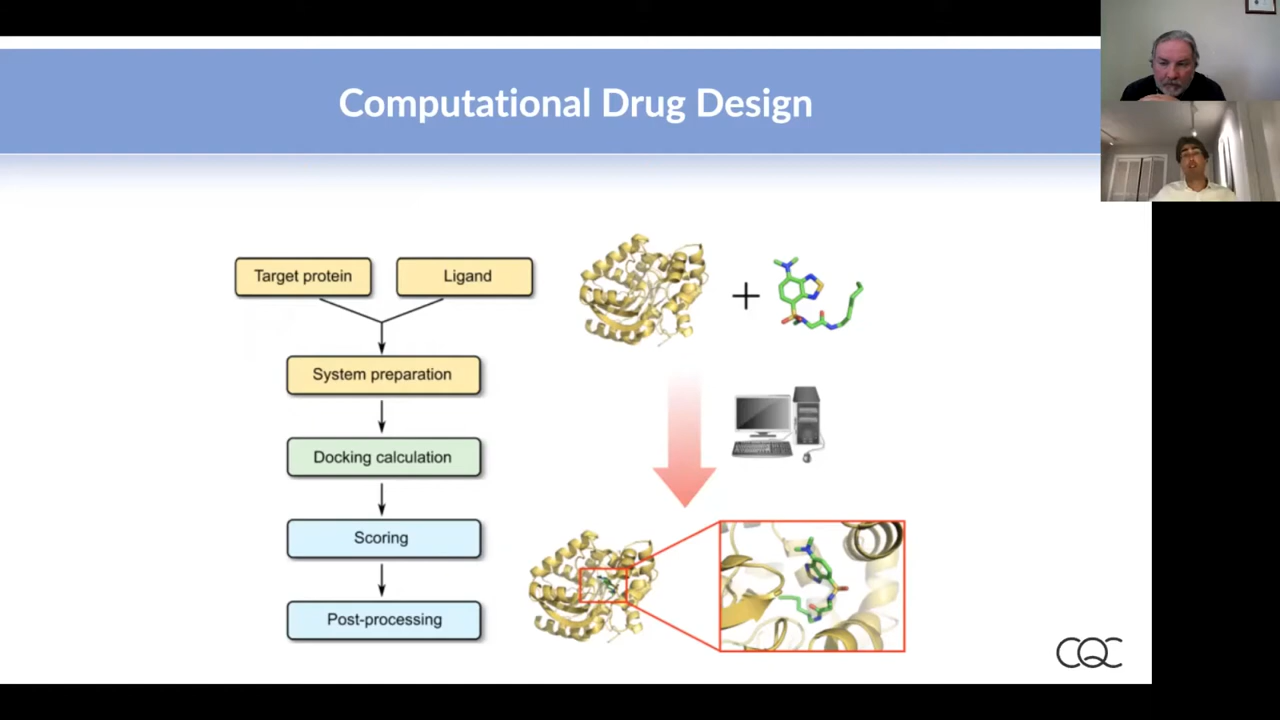 Computational Drug Design
Target protein
Ligand
System preparation
Docking calculation
Scoring
Post-processing
CQC